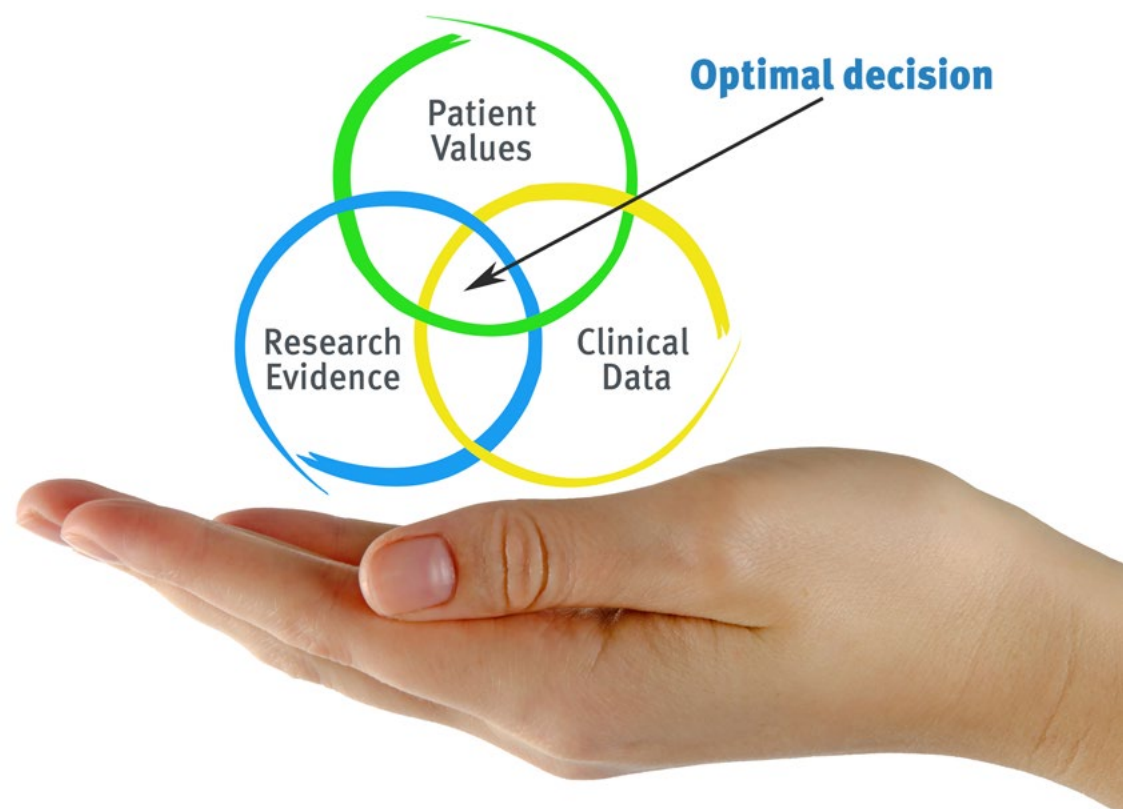 Optimal decision
Patient
Values
Research
Evidence
Clinical
Data